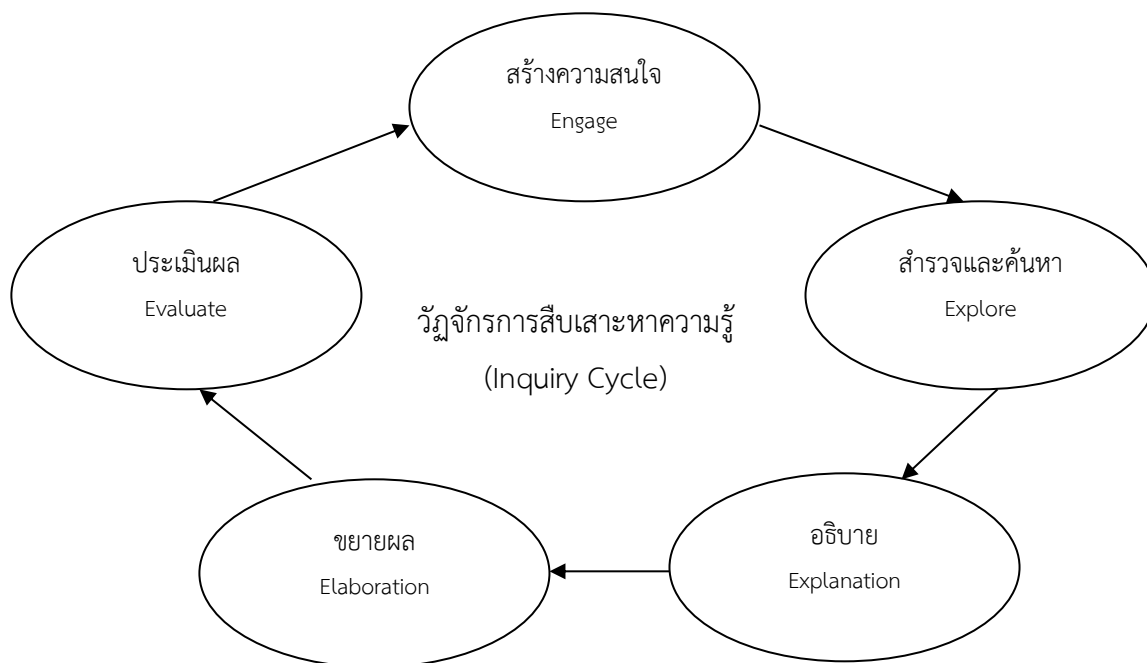 สร้างความสนใจ
Engage
ประเมินผล
Evaluate
สำรวจและค้นหา
Explore
วัฏจักรการสืบเสาะหาความรู้
(Inquiry Cycle)
ขยายผล
Elaboration
อธิบาย
Explanation